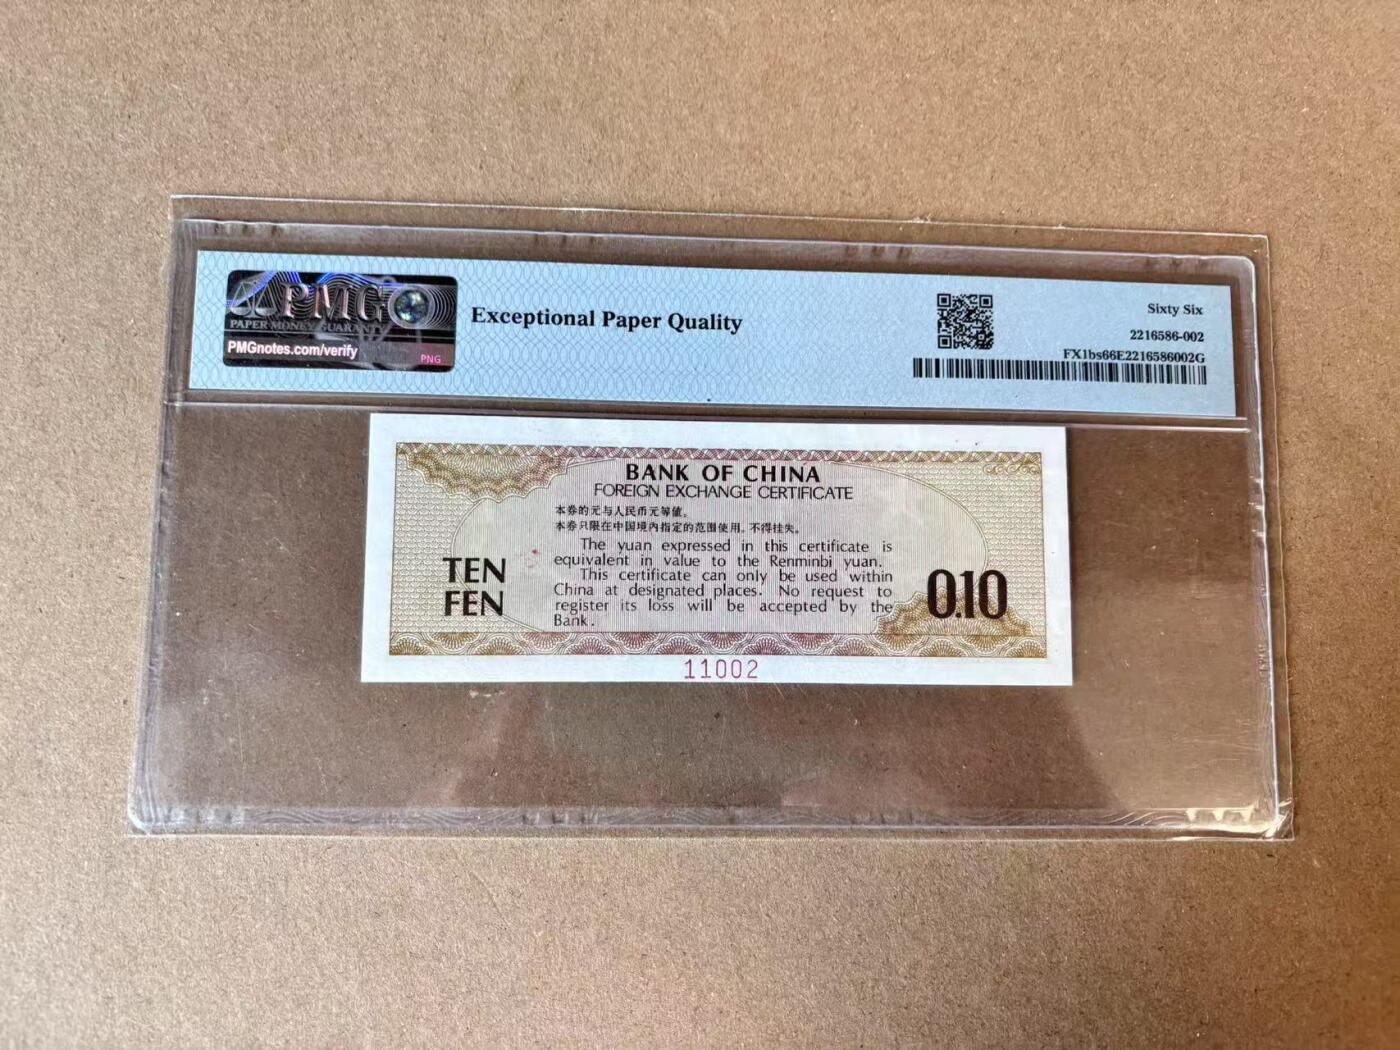 PMG
PAPER MONEY GUARANTY
PMGnotes.com/verify
PNG
Exceptional Paper Quality
Sixty Six
2216586-002
FX1bs66E2216586002G
BANK OF CHINA
FOREIGN EXCHANGE CERTIFICATE
本券的元与人民币元等值。
本券只限在中国境内指定的范围使用。不得挂失。
The yuan expressed in this certificate is
equivalent in value to the Renminbi yuan.
This certificate can only be used within
China at designated places. No request to
register its loss will be accepted by the
Bank.
TEN
FEN
0.10
11002